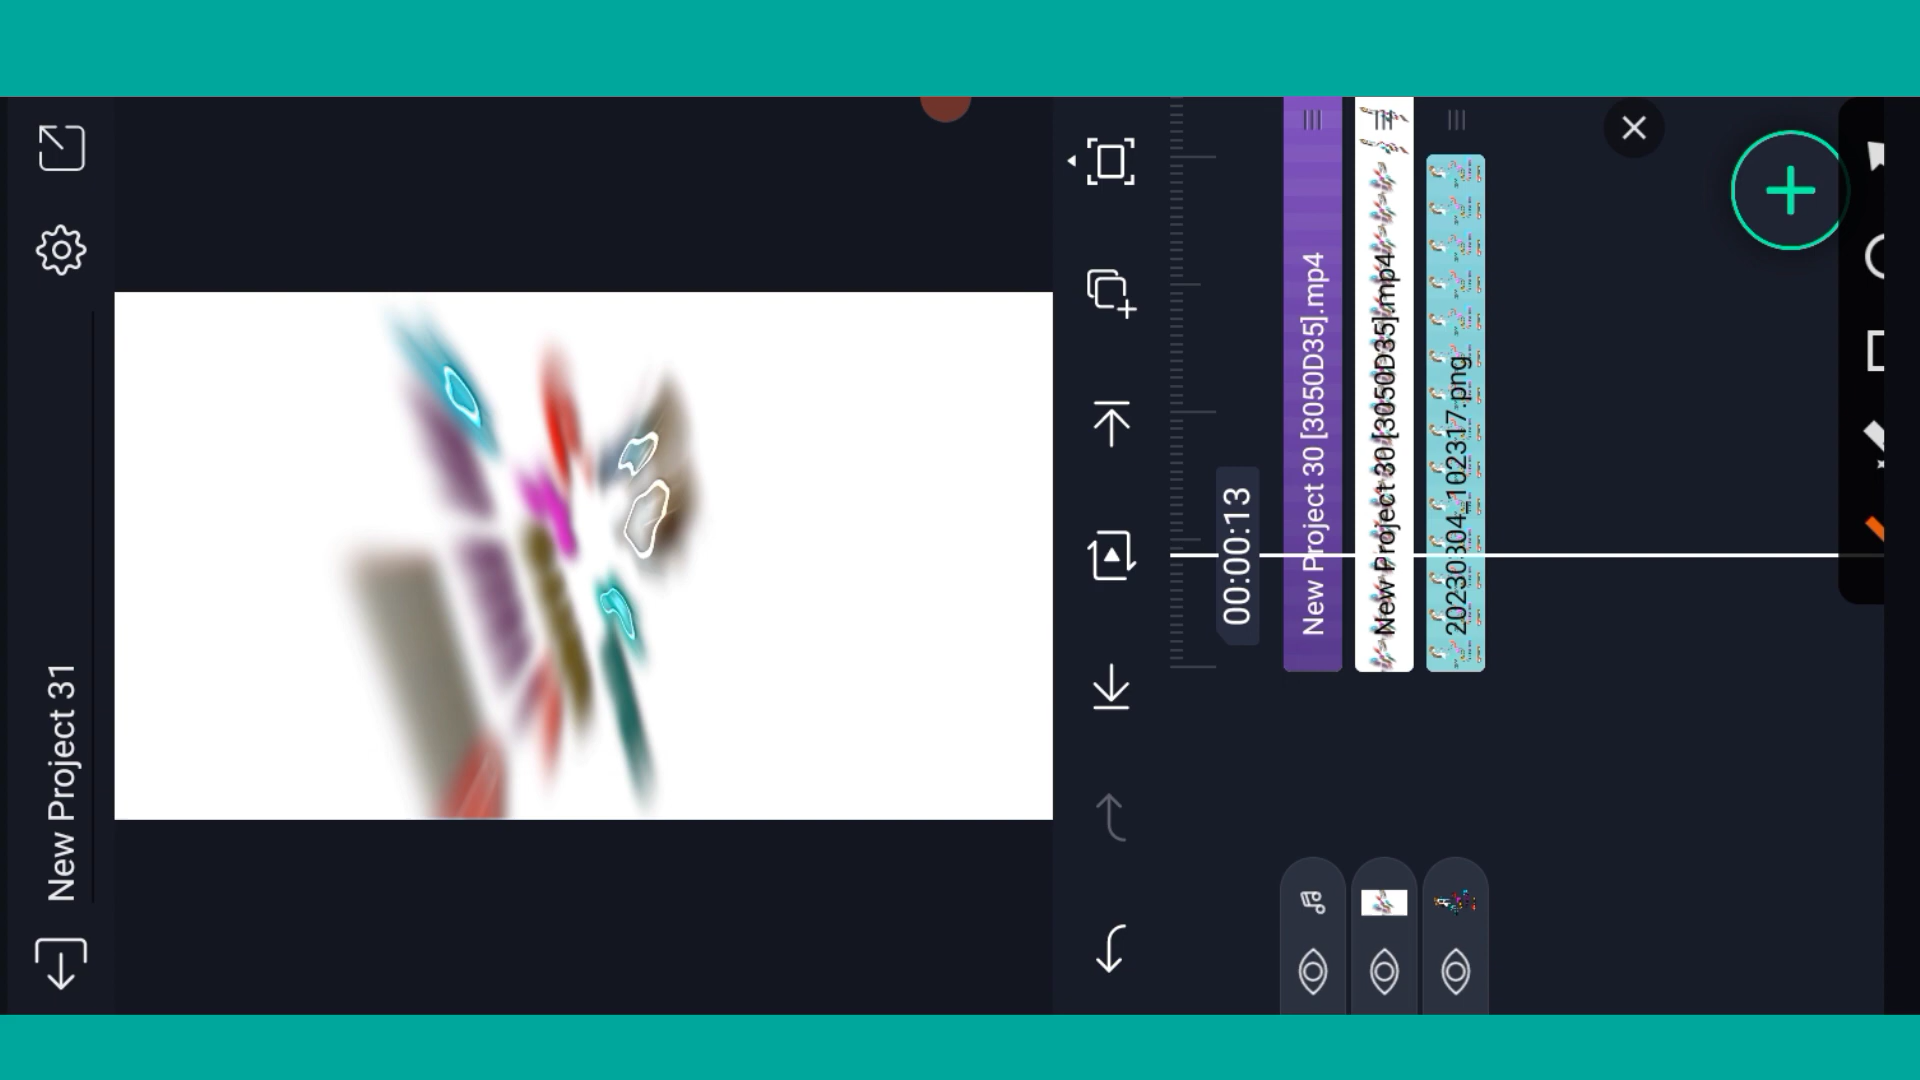 New Project 31
00:00:13
New Project 30 [3050D35].mp4
New Project 30 [3050D35].mp4
20230304_102317.png